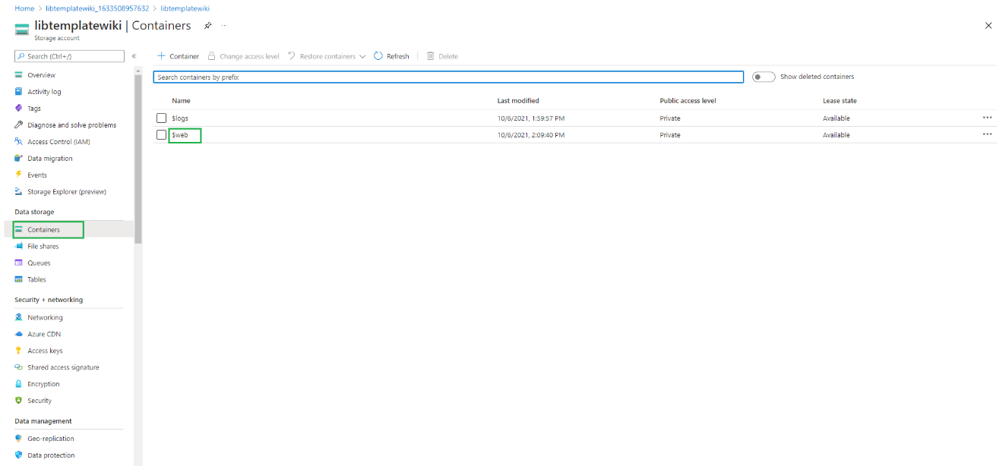 Home > libtemplatewiki_1633508957632 > libtemplatewiki
libtemplatewiki | Containers ...
Storage account
Search (Ctrl+/) «
Overview
Activity log
Tags
Diagnose and solve problems
Access Control (IAM)
Data migration
Events
Storage Explorer (preview)
Data storage
Containers
File shares
Queues
Tables
Security + networking
Networking
Azure CDN
Access keys
Shared access signature
Encryption
Security
Data management
Geo-replication
Data protection
+ Container Change access level Restore containers Refresh Delete
Search containers by prefix Show deleted containers
Name Last modified Public access level Lease state
$logs 10/6/2021, 1:59:57 PM Private Available ...
$web 10/6/2021, 2:09:40 PM Private Available ...